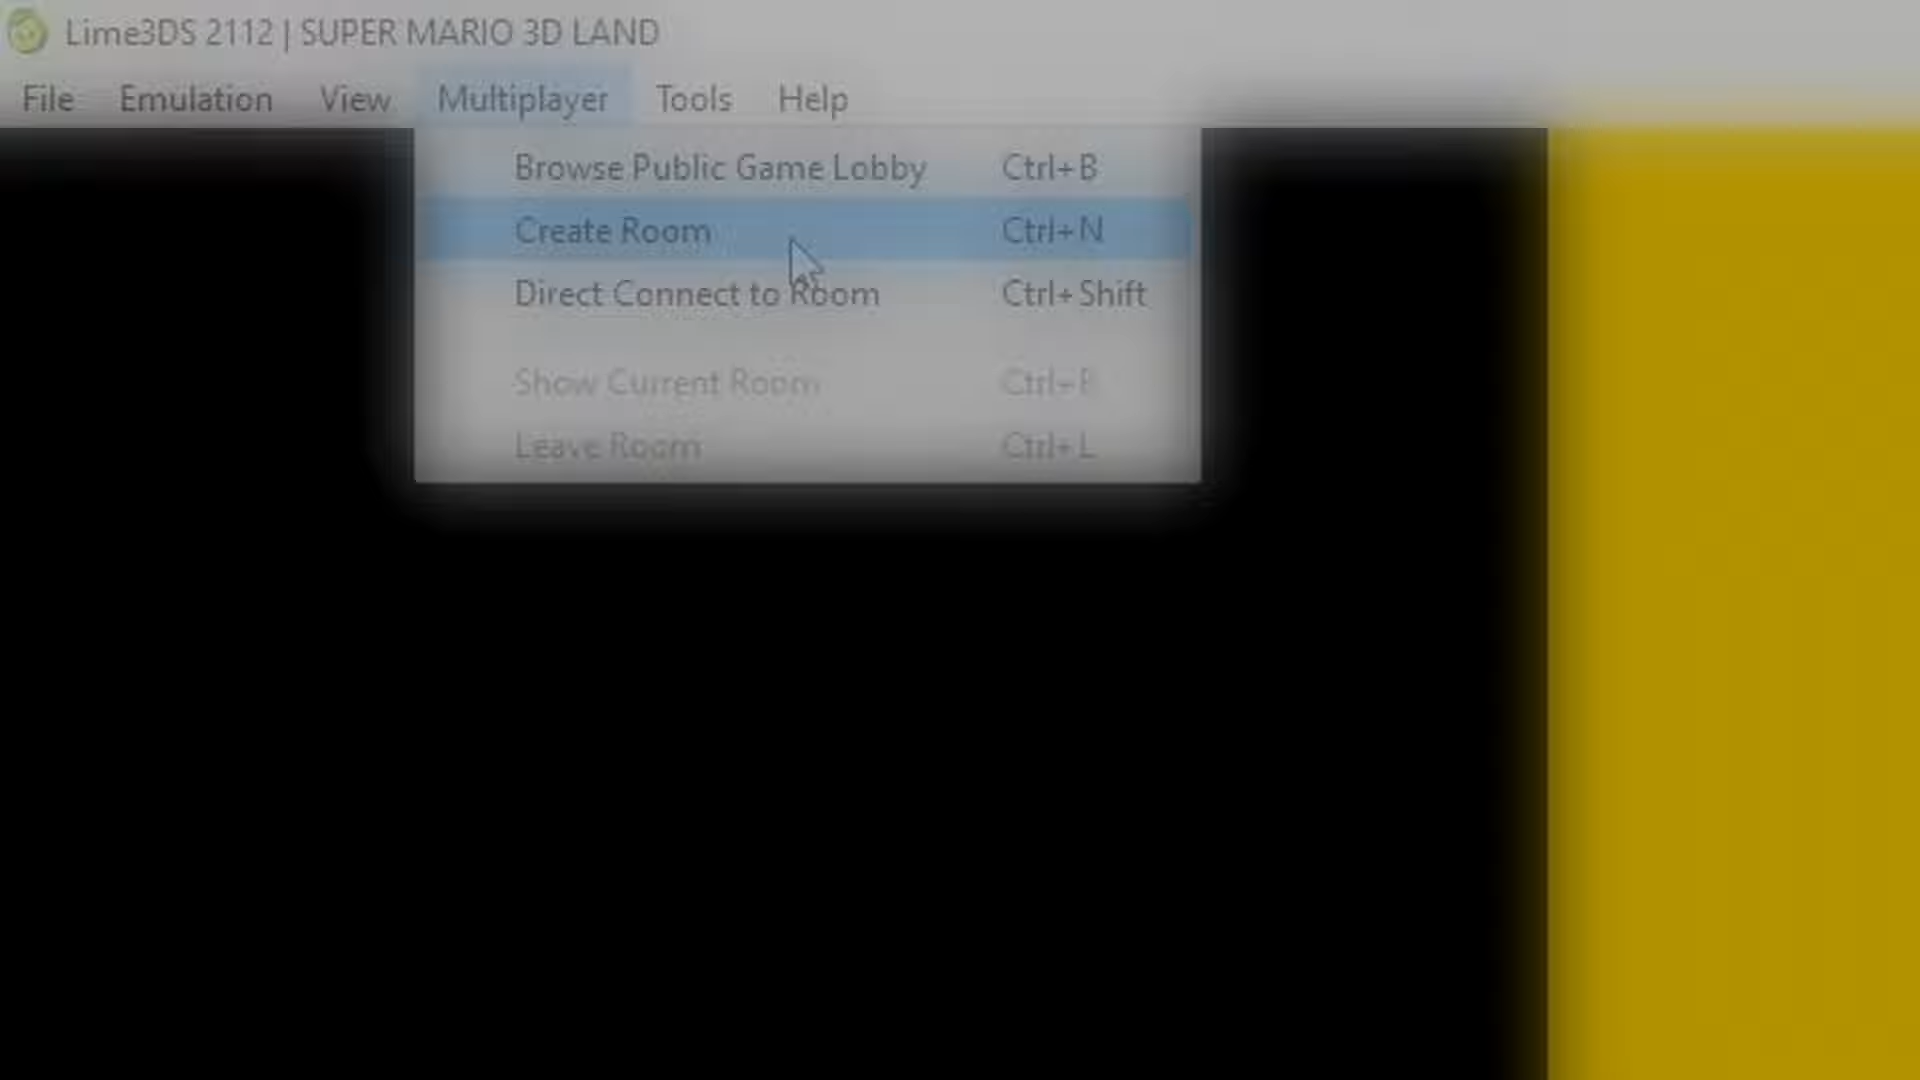 Lime3DS 2112 | SUPER MARIO 3D LAND
File Emulation View Multiplayer Tools Help
Browse Public Game Lobby Ctrl+B
Create Room Ctrl+N
Direct Connect to Room Ctrl+Shift
Show Current Room
Leave Room Ctrl+L